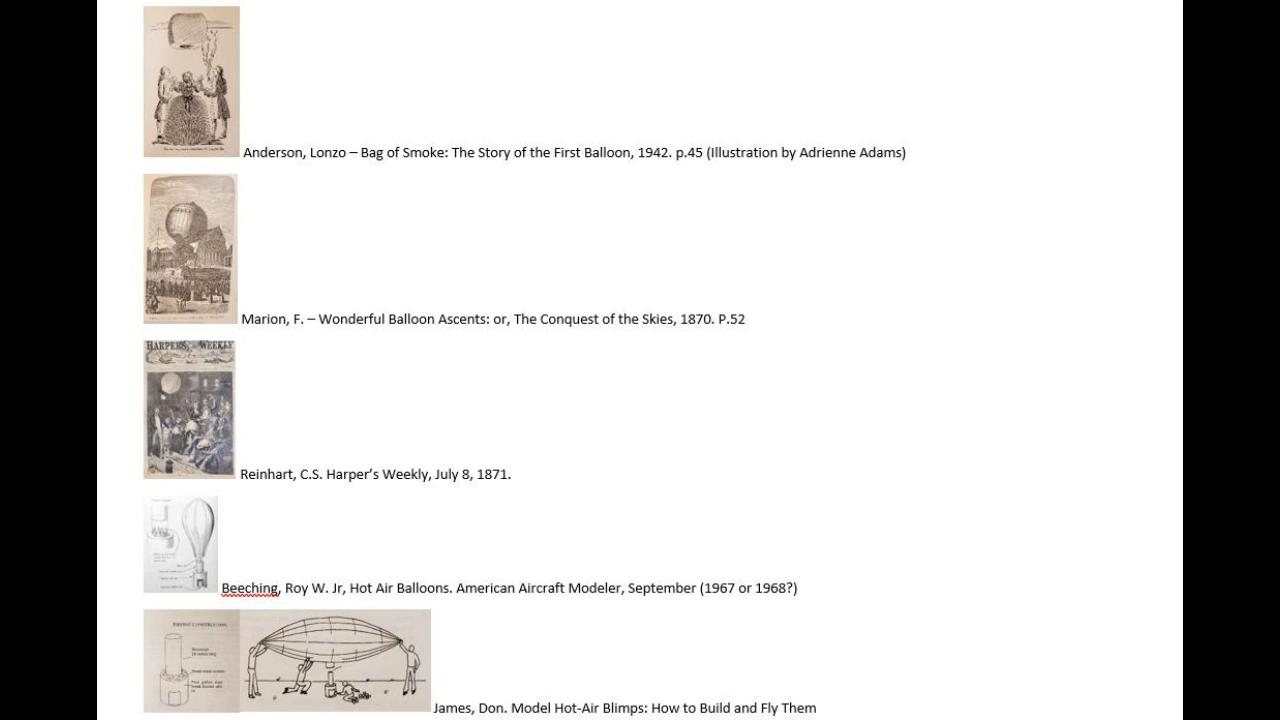 Anderson, Lonzo – Bag of Smoke: The Story of the First Balloon, 1942. p.45 (Illustration by Adrienne Adams)
Marion, F. – Wonderful Balloon Ascents: or, The Conquest of the Skies, 1870. P.52
HARPER'S WEEKLY
Reinhart, C.S. Harper’s Weekly, July 8, 1871.
Beeching, Roy W. Jr, Hot Air Balloons. American Aircraft Modeler, September (1967 or 1968?)
James, Don. Model Hot-Air Blimps: How to Build and Fly Them